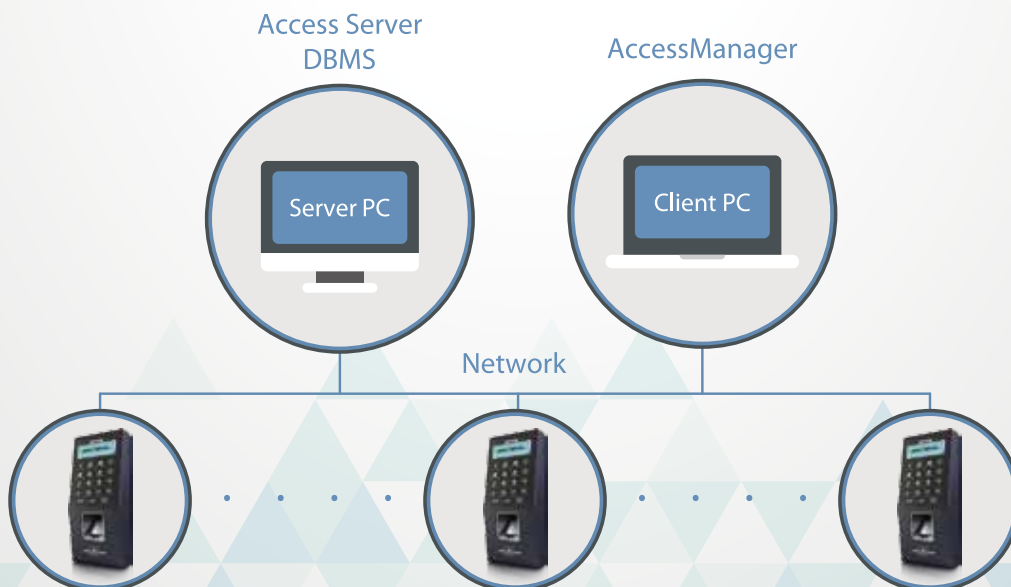 Access Server
DBMS
AccessManager
Server PC
Client PC
Network